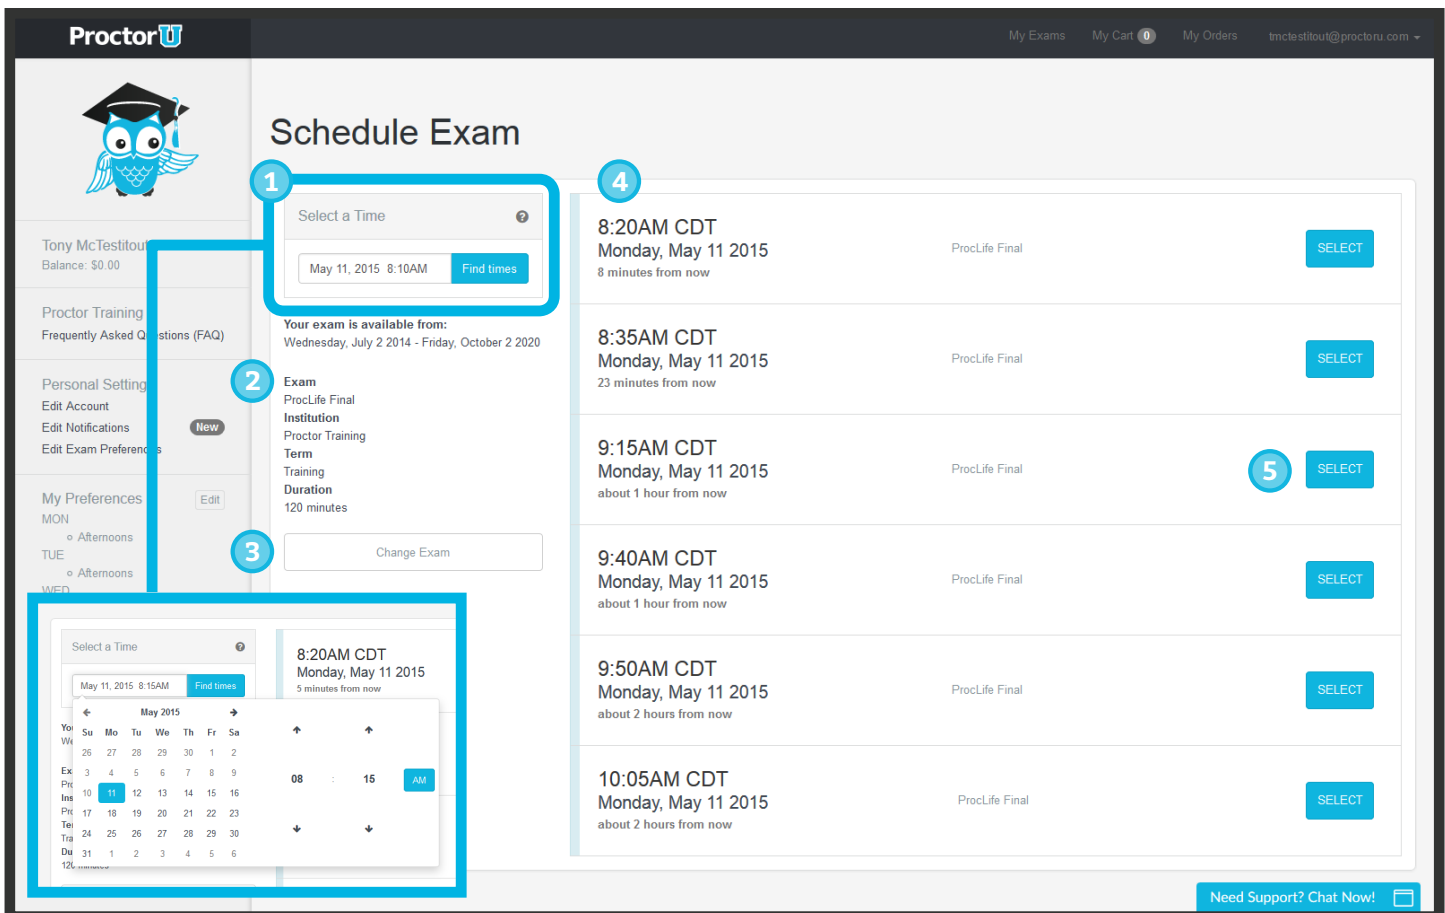 ProctorU
My Exams My Cart 0 My Orders tmctestitout@proctoru.com
Schedule Exam
Tony McTestitout
Balance: $0.00
Proctor Training
Frequently Asked Questions (FAQ)
Personal Setting
Edit Account
Edit Notifications New
Edit Exam Preferences
My Preferences Edit
MON
Afternoons
TUE
Afternoons
WED
1
Select a Time ?
May 11, 2015 8:10AM Find times
Your exam is available from:
Wednesday, July 2 2014 - Friday, October 2 2020
2
Exam
ProcLife Final
Institution
Proctor Training
Term
Training
Duration
120 minutes
3
Change Exam
4
8:20AM CDT
Monday, May 11 2015 ProcLife Final SELECT
8 minutes from now
8:35AM CDT
Monday, May 11 2015 ProcLife Final SELECT
23 minutes from now
9:15AM CDT
Monday, May 11 2015 ProcLife Final 5 SELECT
about 1 hour from now
9:40AM CDT
Monday, May 11 2015 ProcLife Final SELECT
about 1 hour from now
9:50AM CDT
Monday, May 11 2015 ProcLife Final SELECT
about 2 hours from now
10:05AM CDT
Monday, May 11 2015 ProcLife Final SELECT
about 2 hours from now
Select a Time ?
May 11, 2015 8:15AM Find times
8:20AM CDT
Monday, May 11 2015
5 minutes from now
May 2015
Su Mo Tu We Th Fr Sa
26 27 28 29 30 1 2
3 4 5 6 7 8 9
10 11 12 13 14 15 16
17 18 19 20 21 22 23
24 25 26 27 28 29 30
31 1 2 3 4 5 6
08 : 15 AM
120 minutes
Need Support? Chat Now!